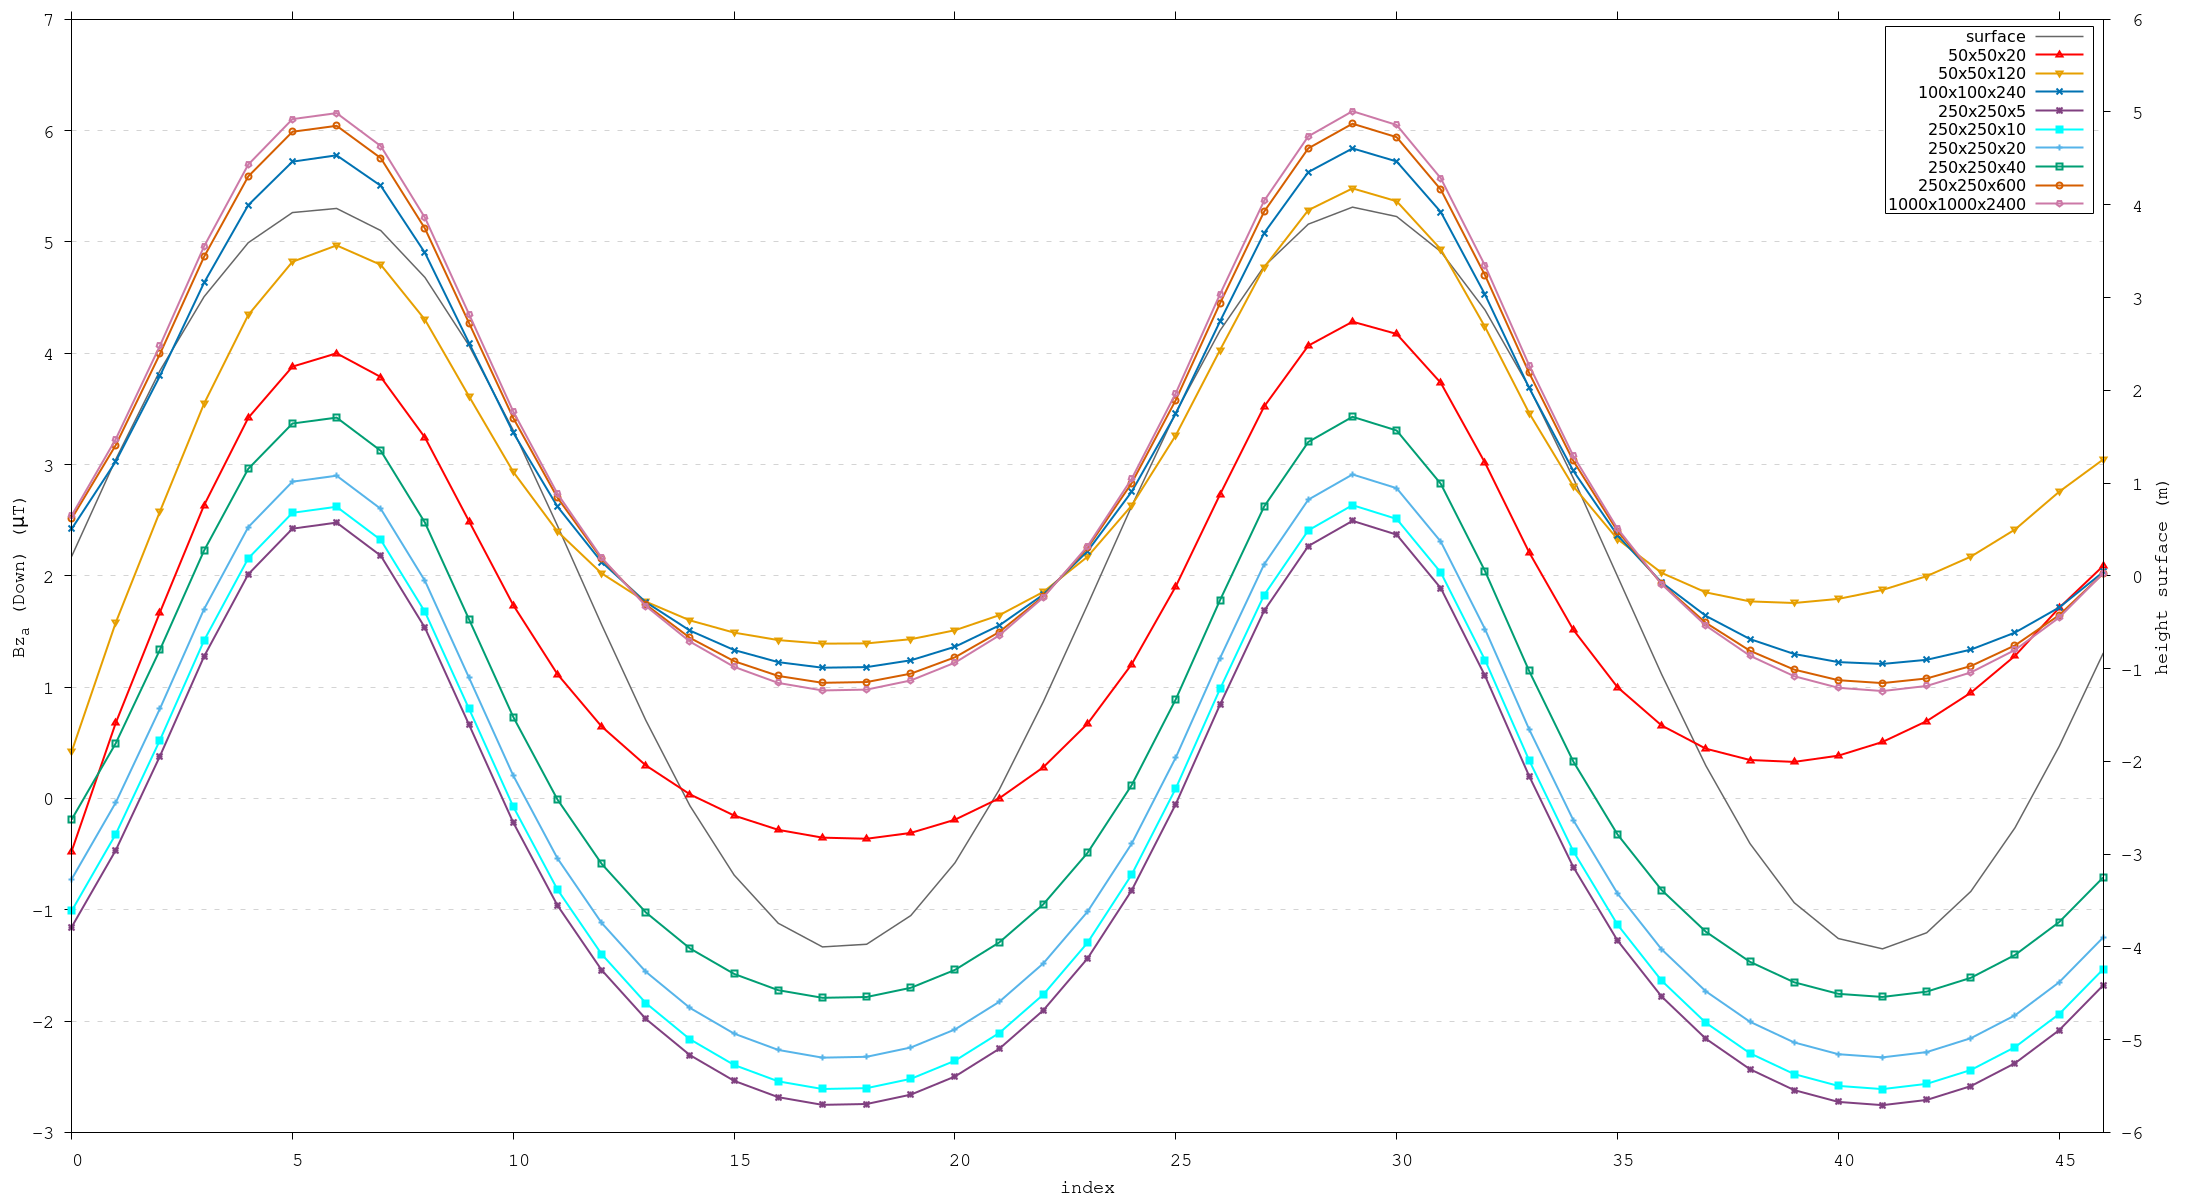 7
6
5
4
3
2
1
0
−1
−2
−3
Bz_a (Down) (μT)
6
5
4
3
2
1
0
−1
−2
−3
−4
−5
−6
height surface (m)
surface
50x50x20
50x50x120
100x100x240
250x250x5
250x250x10
250x250x20
250x250x40
250x250x600
1000x1000x2400
0 5 10 15 20 25 30 35 40 45
index